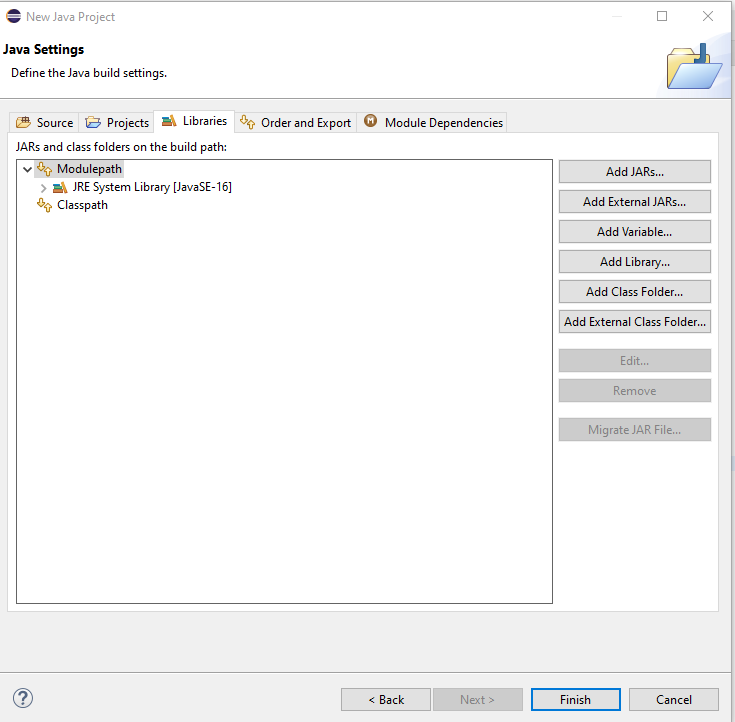 New Java Project
Java Settings
Define the Java build settings.
Source Projects Libraries Order and Export Module Dependencies
JARs and class folders on the build path:
Modulepath
JRE System Library [JavaSE-16]
Classpath
Add JARs...
Add External JARs...
Add Variable...
Add Library...
Add Class Folder...
Add External Class Folder...
Edit...
Remove
Migrate JAR File...
? < Back Next > Finish Cancel